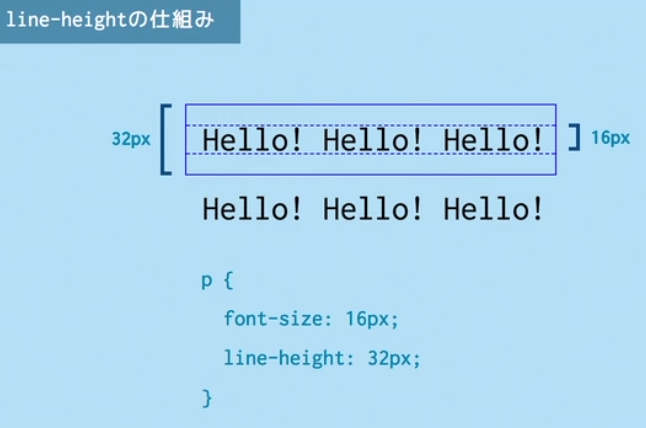 line-heightの仕組み
32px
Hello! Hello! Hello!
16px
Hello! Hello! Hello!
p {
font-size: 16px;
line-height: 32px;
}